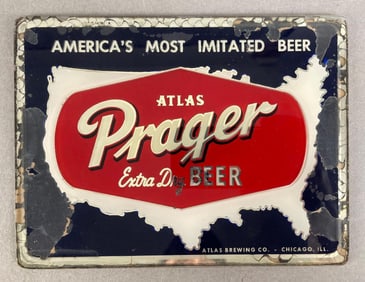 AMERICA'S MOST IMITATED BEER
ATLAS
Prager
Extra Dry BEER
ATLAS BREWING CO. - CHICAGO, ILL.